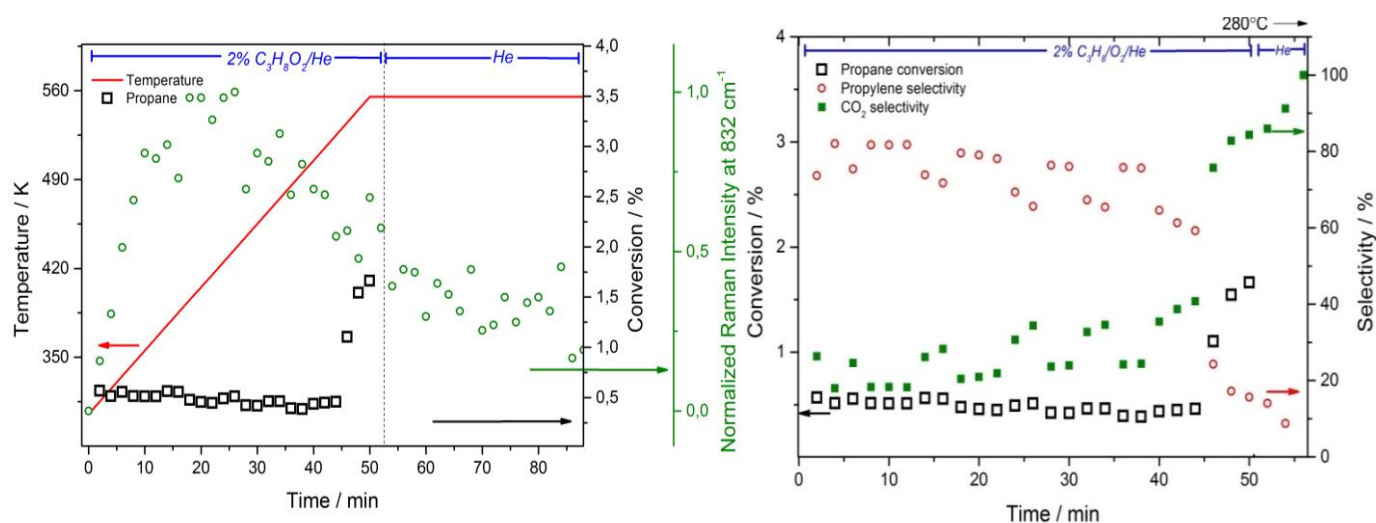 2% C₃H₈O₂/He
He
Temperature
Propane
560
490
420
350
Temperature / K
0
10
20
30
40
50
60
70
80
Time / min
4,0
3,5
3,0
2,5
2,0
1,5
1,0
0,5
Conversion / %
1,0
0,5
0,0
Normalized Raman Intensity at 832 cm⁻¹
280°C
2% C₃H₈/O₂/He
He
Propane conversion
Propylene selectivity
CO₂ selectivity
4
3
2
1
0
Conversion / %
0
10
20
30
40
50
Time / min
100
80
60
40
20
0
Selectivity / %